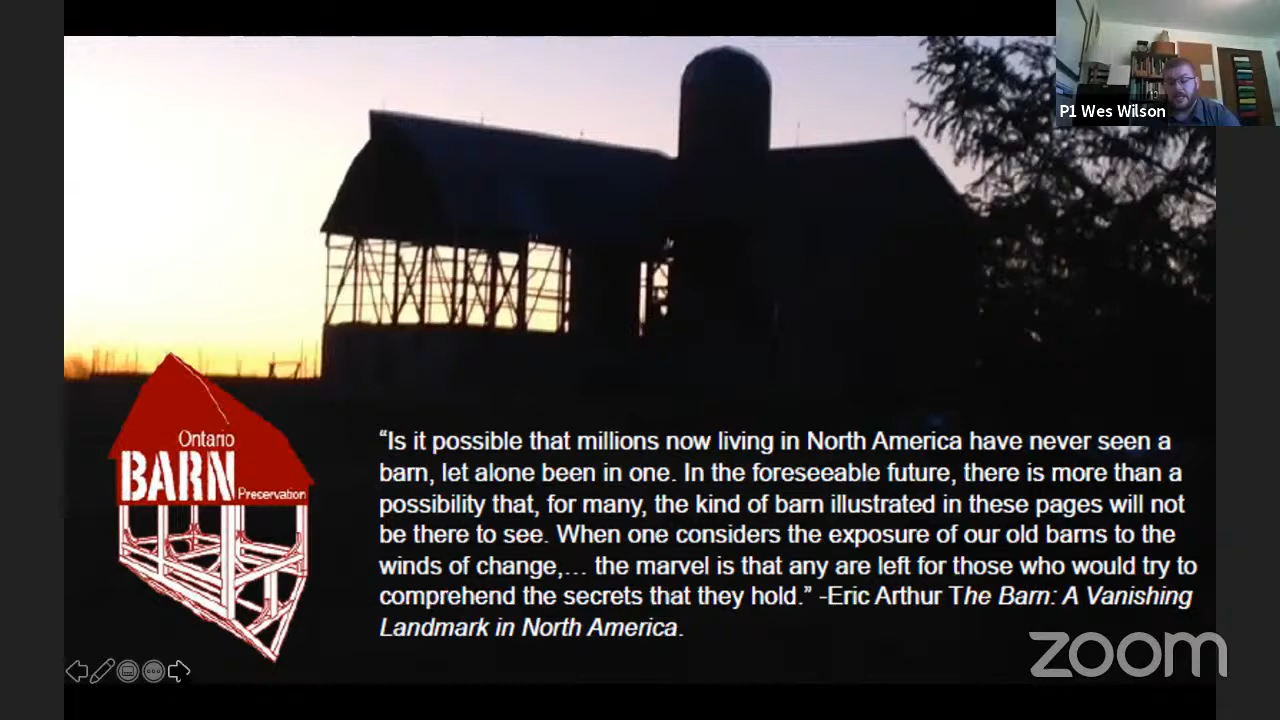 P1 Wes Wilson
Ontario
BARN
Preservation
“Is it possible that millions now living in North America have never seen a
barn, let alone been in one. In the foreseeable future, there is more than a
possibility that, for many, the kind of barn illustrated in these pages will not
be there to see. When one considers the exposure of our old barns to the
winds of change,… the marvel is that any are left for those who would try to
comprehend the secrets that they hold.” -Eric Arthur The Barn: A Vanishing
Landmark in North America.
zoom